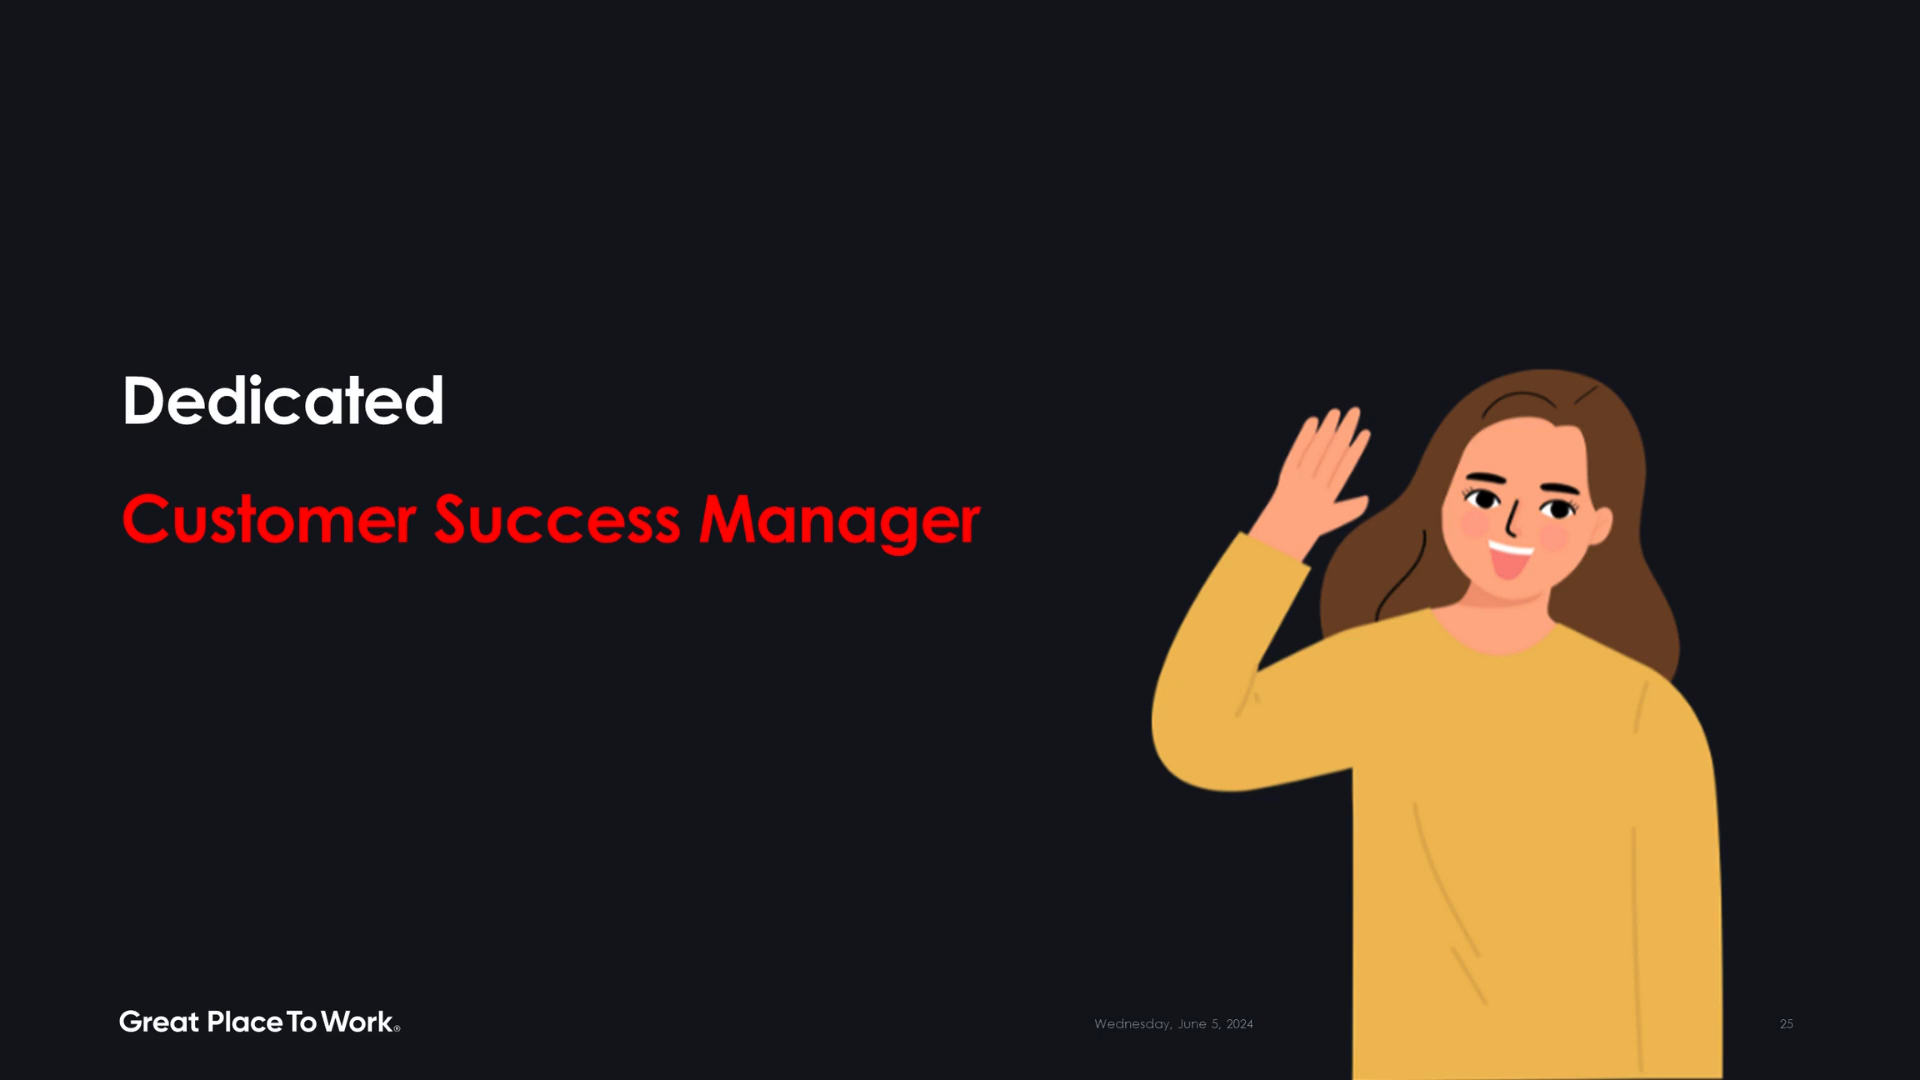 Dedicated
Customer Success Manager
Great Place To Work®
Wednesday, June 5, 2024
25